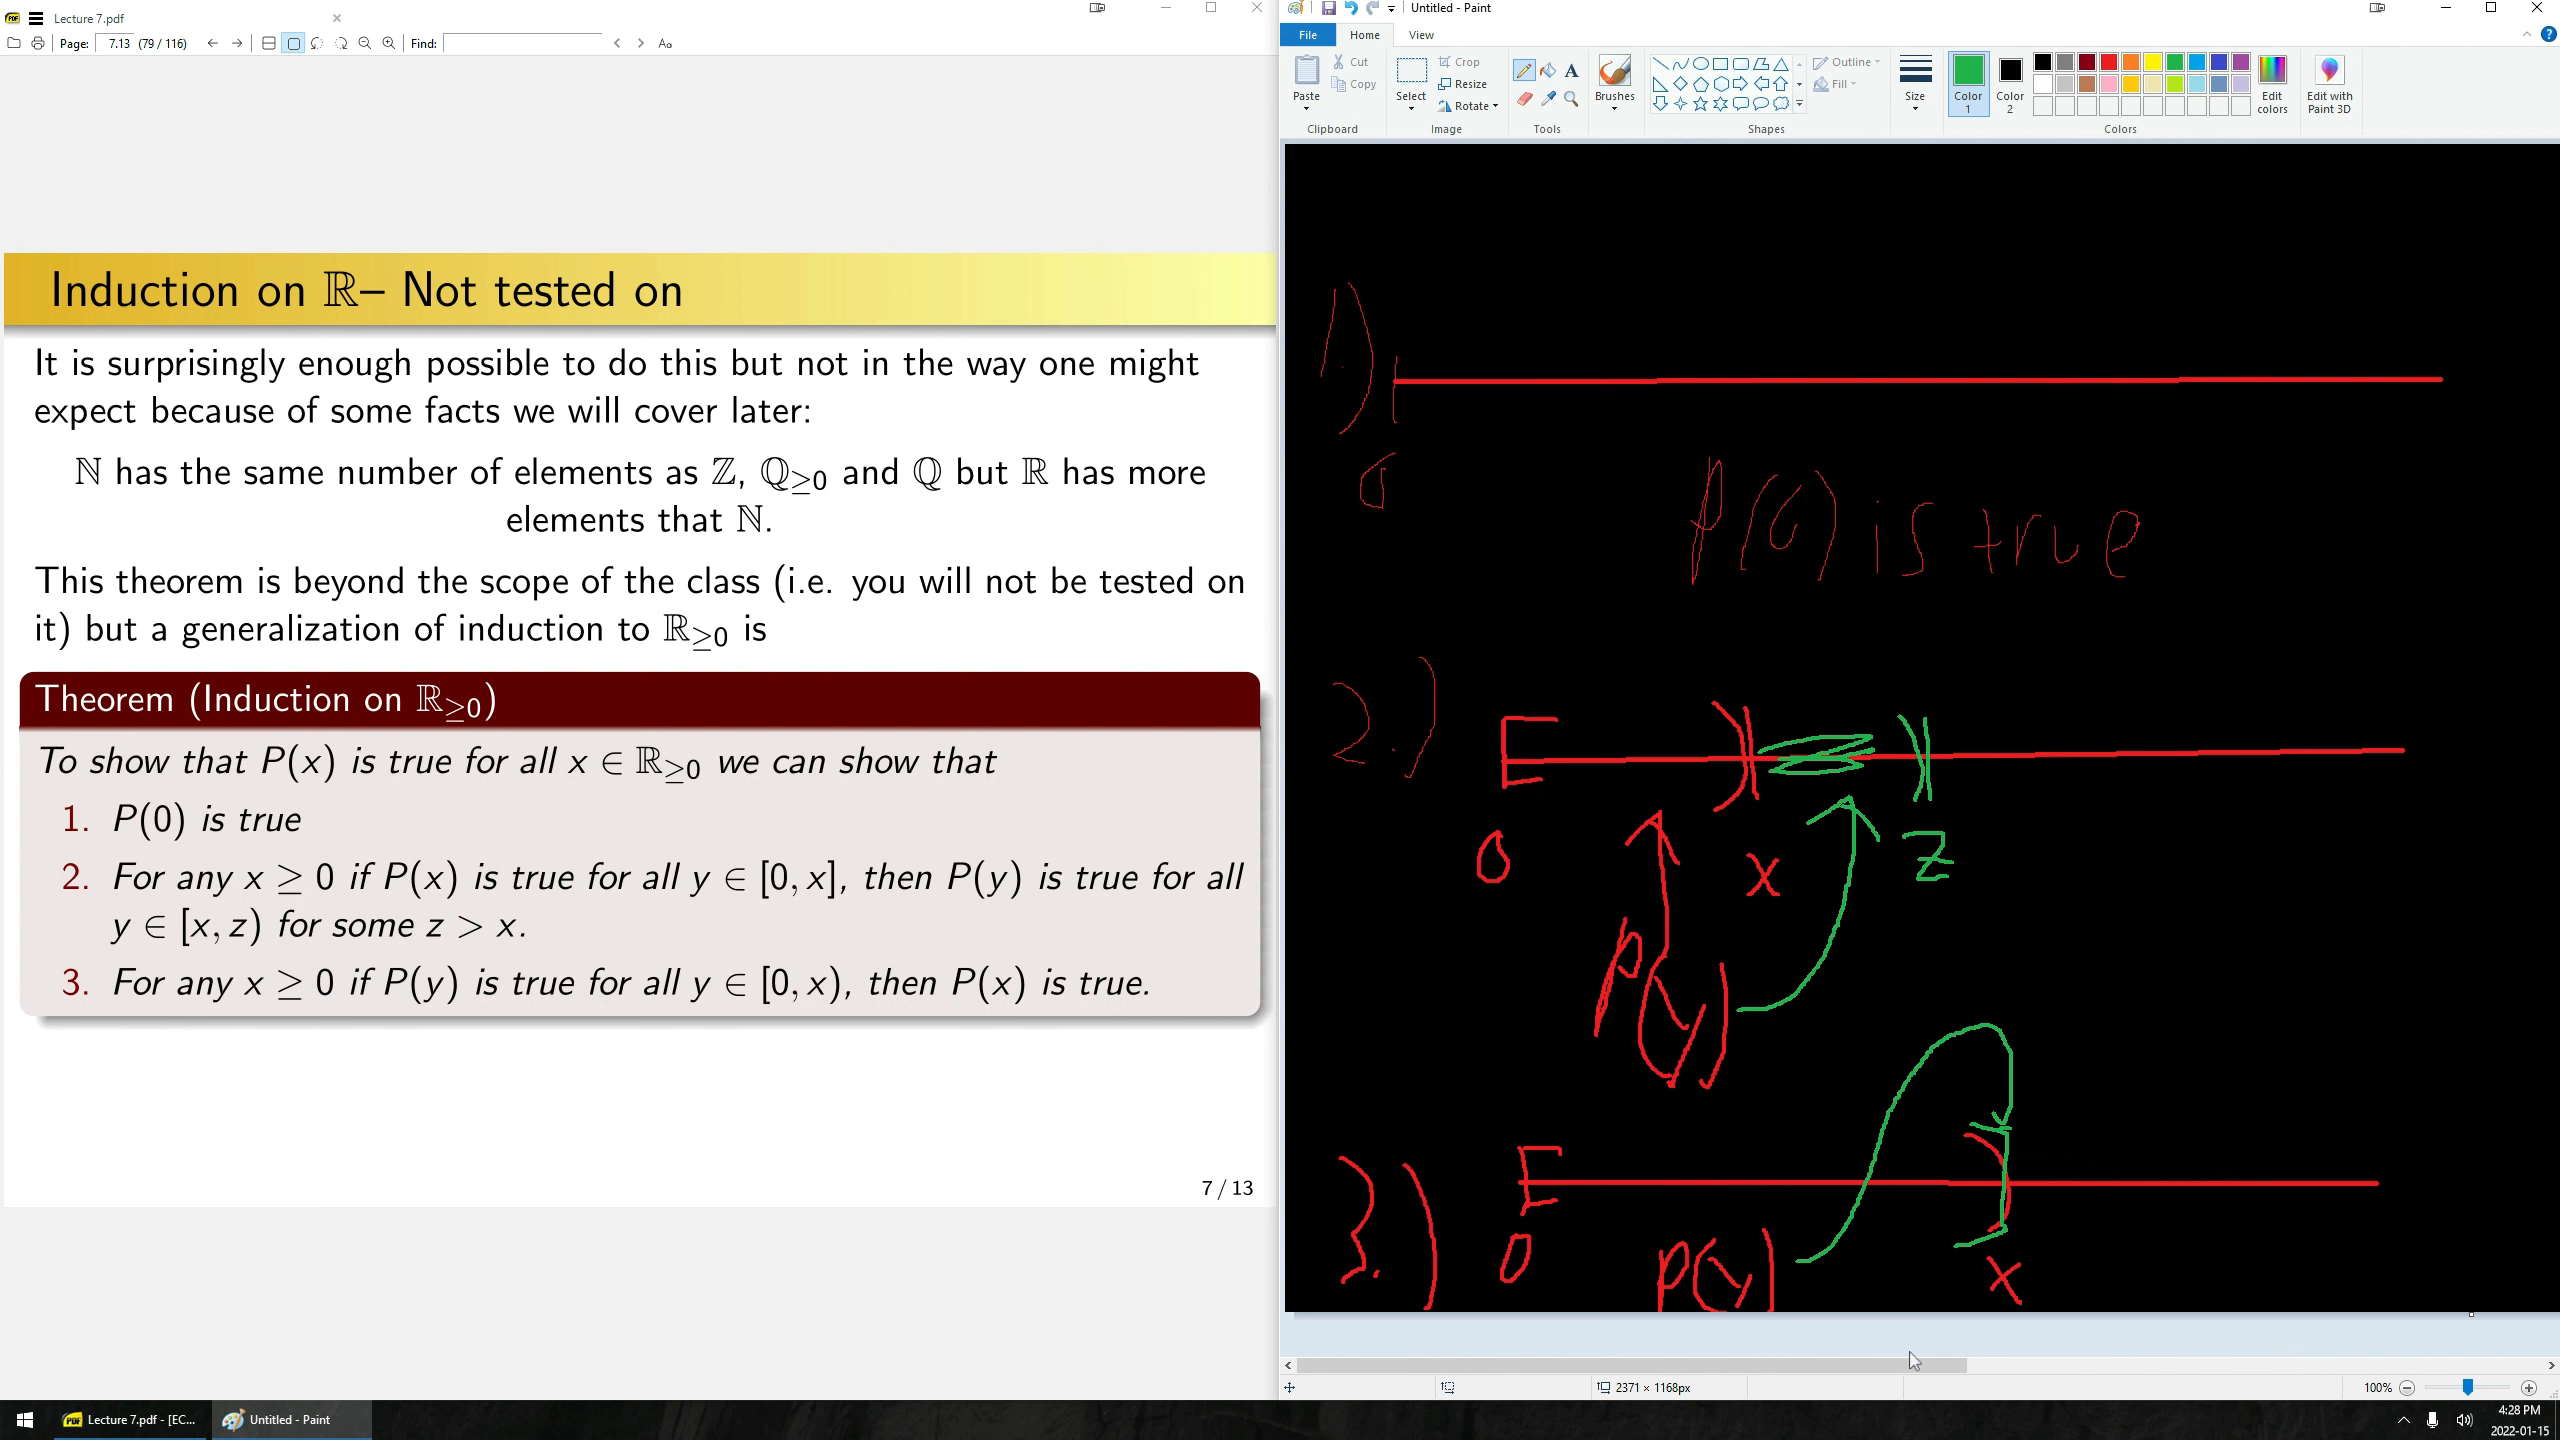 Lecture 7.pdf
Page: 7.13 (79 / 116) Find: Aa
Induction on ℝ– Not tested on
It is surprisingly enough possible to do this but not in the way one might
expect because of some facts we will cover later:
ℕ has the same number of elements as ℤ, ℚ≥0 and ℚ but ℝ has more
elements that ℕ.
This theorem is beyond the scope of the class (i.e. you will not be tested on
it) but a generalization of induction to ℝ≥0 is
Theorem (Induction on ℝ≥0)
To show that P(x) is true for all x ∈ ℝ≥0 we can show that
1. P(0) is true
2. For any x ≥ 0 if P(x) is true for all y ∈ [0, x], then P(y) is true for all
y ∈ [x, z) for some z > x.
3. For any x ≥ 0 if P(y) is true for all y ∈ [0, x), then P(x) is true.
7 / 13
Untitled - Paint
File Home View
Paste Cut Copy
Clipboard
Select Crop Resize Rotate
Image
A
Tools
Brushes
Outline Fill
Shapes
Size
Color 1
Color 2
Edit colors
Edit with Paint 3D
Colors
1)
0
P(0) is true
2.)
0 x z
P(y)
3.)
0 x
P(y)
2371 × 1168px
100%
Lecture 7.pdf - [EC...
Untitled - Paint
4:28 PM
2022-01-15